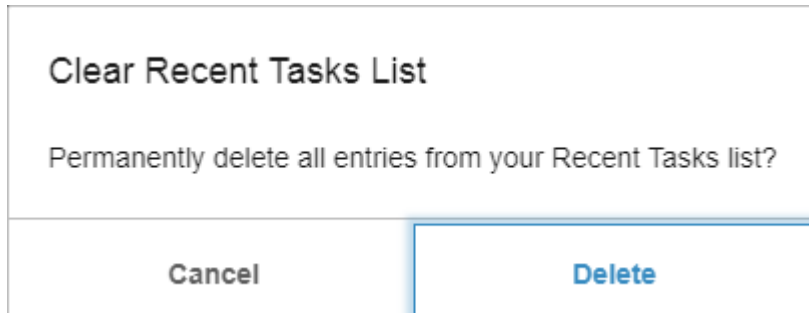 Clear Recent Tasks List
Permanently delete all entries from your Recent Tasks list?
Cancel
Delete